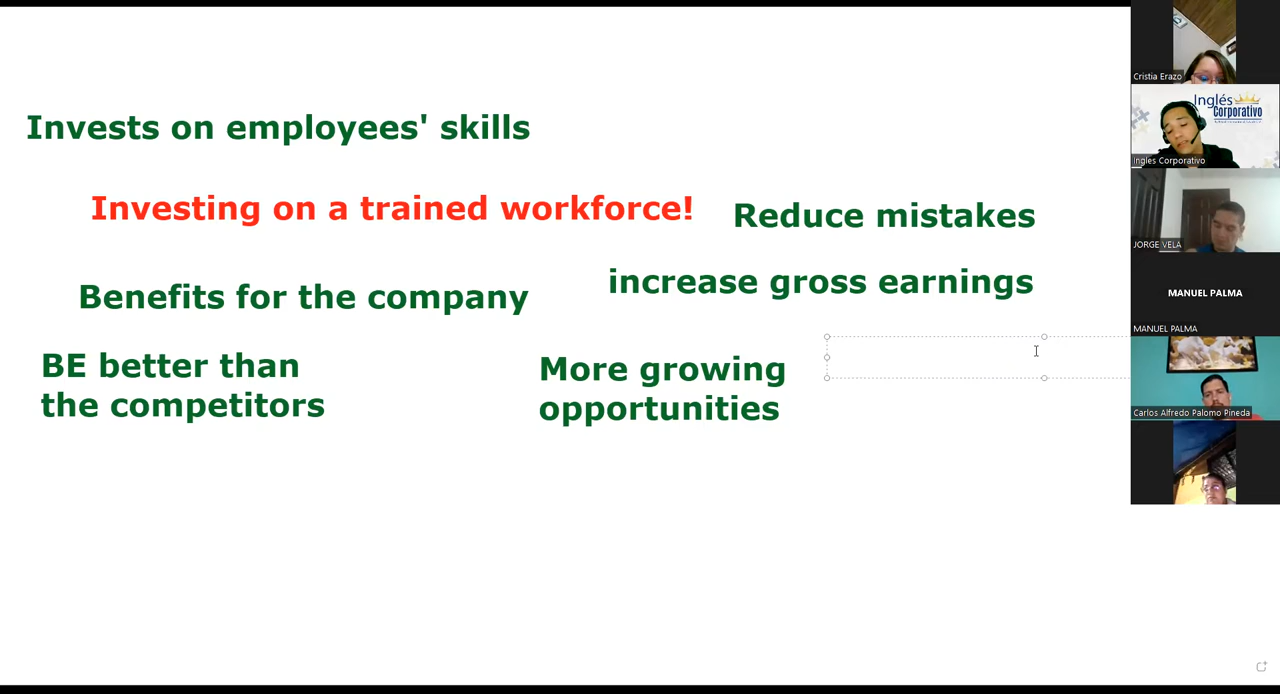 Invests on employees' skills
Investing on a trained workforce!
Reduce mistakes
increase gross earnings
Benefits for the company
BE better than
the competitors
More growing
opportunities
Cristia Erazo
Inglés
Corporativo
Ingles Corporativo
JORGE VELA
MANUEL PALMA
MANUEL PALMA
Carlos Alfredo Palomo Pineda